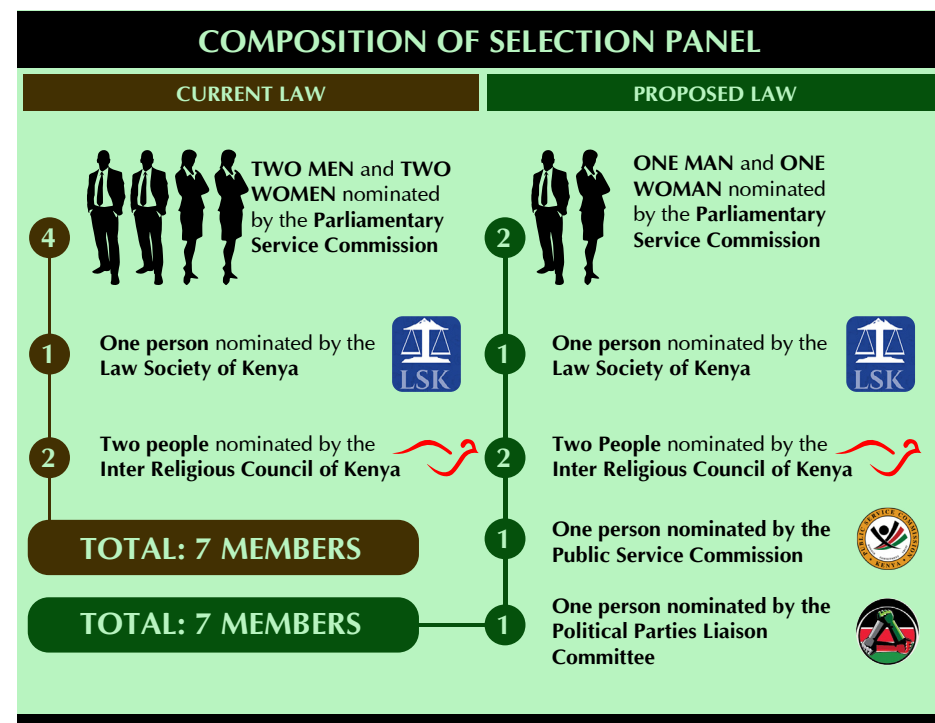 COMPOSITION OF SELECTION PANEL
CURRENT LAW
4
TWO MEN and TWO
WOMEN nominated
by the Parliamentary
Service Commission
1
One person nominated by the
Law Society of Kenya
LSK
2
Two people nominated by the
Inter Religious Council of Kenya
TOTAL: 7 MEMBERS
PROPOSED LAW
2
ONE MAN and ONE
WOMAN nominated
by the Parliamentary
Service Commission
1
One person nominated by the
Law Society of Kenya
LSK
2
Two People nominated by the
Inter Religious Council of Kenya
1
One person nominated by the
Public Service Commission
PUBLIC SERVICE COMMISSION
KENYA
1
One person nominated by the
Political Parties Liaison
Committee
TOTAL: 7 MEMBERS